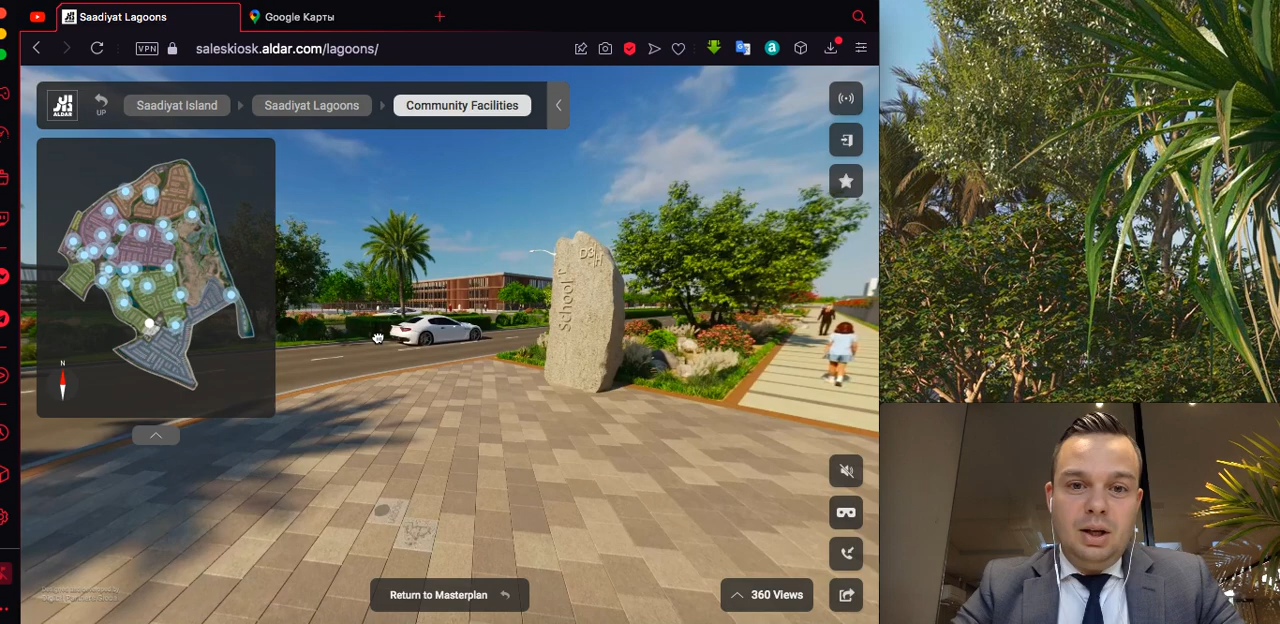 Saadiyat Lagoons
Google Карты
VPN
saleskiosk.aldar.com/lagoons/
ALDAR
UP
Saadiyat Island
Saadiyat Lagoons
Community Facilities
N
School
Return to Masterplan
360 Views